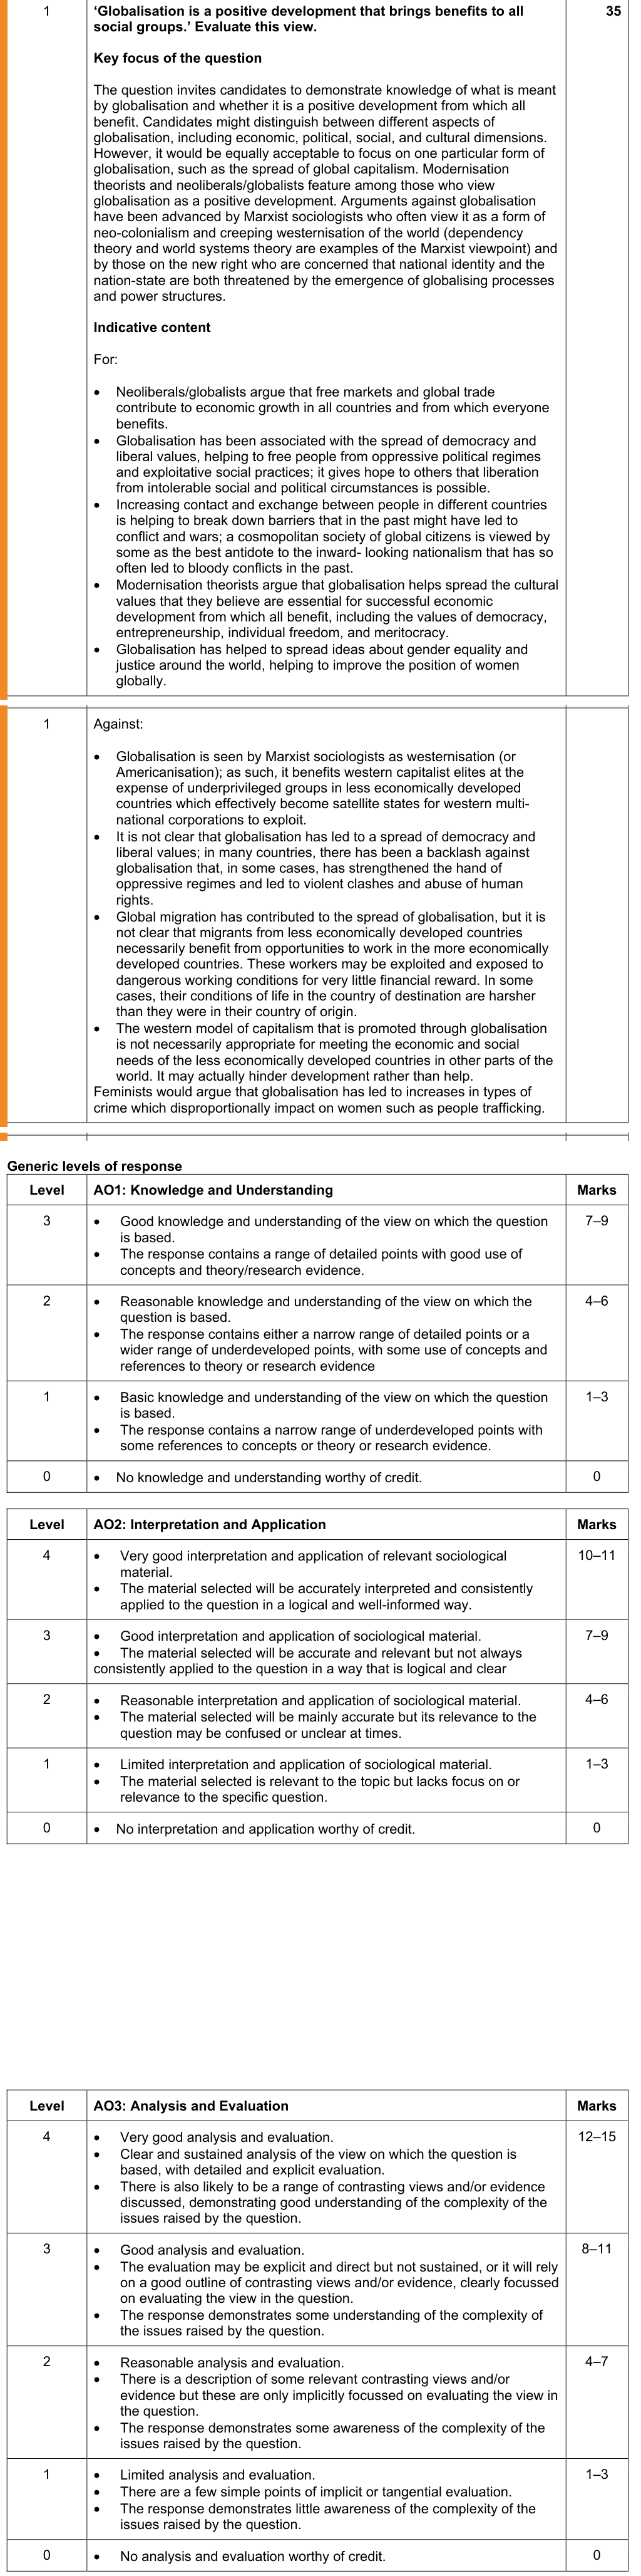 1 ‘Globalisation is a positive development that brings benefits to all 35
social groups.’ Evaluate this view.
Key focus of the question
The question invites candidates to demonstrate knowledge of what is meant
by globalisation and whether it is a positive development from which all
benefit. Candidates might distinguish between different aspects of
globalisation, including economic, political, social, and cultural dimensions.
However, it would be equally acceptable to focus on one particular form of
globalisation, such as the spread of global capitalism. Modernisation
theorists and neoliberals/globalists feature among those who view
globalisation as a positive development. Arguments against globalisation
have been advanced by Marxist sociologists who often view it as a form of
neo-colonialism and creeping westernisation of the world (dependency
theory and world systems theory are examples of the Marxist viewpoint) and
by those on the new right who are concerned that national identity and the
nation-state are both threatened by the emergence of globalising processes
and power structures.
Indicative content
For:
• Neoliberals/globalists argue that free markets and global trade
contribute to economic growth in all countries and from which everyone
benefits.
• Globalisation has been associated with the spread of democracy and
liberal values, helping to free people from oppressive political regimes
and exploitative social practices; it gives hope to others that liberation
from intolerable social and political circumstances is possible.
• Increasing contact and exchange between people in different countries
is helping to break down barriers that in the past might have led to
conflict and wars; a cosmopolitan society of global citizens is viewed by
some as the best antidote to the inward- looking nationalism that has so
often led to bloody conflicts in the past.
• Modernisation theorists argue that globalisation helps spread the cultural
values that they believe are essential for successful economic
development from which all benefit, including the values of democracy,
entrepreneurship, individual freedom, and meritocracy.
• Globalisation has helped to spread ideas about gender equality and
justice around the world, helping to improve the position of women
globally.
1 Against:
• Globalisation is seen by Marxist sociologists as westernisation (or
Americanisation); as such, it benefits western capitalist elites at the
expense of underprivileged groups in less economically developed
countries which effectively become satellite states for western multi-
national corporations to exploit.
• It is not clear that globalisation has led to a spread of democracy and
liberal values; in many countries, there has been a backlash against
globalisation that, in some cases, has strengthened the hand of
oppressive regimes and led to violent clashes and abuse of human
rights.
• Global migration has contributed to the spread of globalisation, but it is
not clear that migrants from less economically developed countries
necessarily benefit from opportunities to work in the more economically
developed countries. These workers may be exploited and exposed to
dangerous working conditions for very little financial reward. In some
cases, their conditions of life in the country of destination are harsher
than they were in their country of origin.
• The western model of capitalism that is promoted through globalisation
is not necessarily appropriate for meeting the economic and social
needs of the less economically developed countries in other parts of the
world. It may actually hinder development rather than help.
Feminists would argue that globalisation has led to increases in types of
crime which disproportionally impact on women such as people trafficking.
Generic levels of response
Level AO1: Knowledge and Understanding Marks
3 • Good knowledge and understanding of the view on which the question 7–9
is based.
• The response contains a range of detailed points with good use of
concepts and theory/research evidence.
2 • Reasonable knowledge and understanding of the view on which the 4–6
question is based.
• The response contains either a narrow range of detailed points or a
wider range of underdeveloped points, with some use of concepts and
references to theory or research evidence
1 • Basic knowledge and understanding of the view on which the question 1–3
is based.
• The response contains a narrow range of underdeveloped points with
some references to concepts or theory or research evidence.
0 • No knowledge and understanding worthy of credit. 0
Level AO2: Interpretation and Application Marks
4 • Very good interpretation and application of relevant sociological 10–11
material.
• The material selected will be accurately interpreted and consistently
applied to the question in a logical and well-informed way.
3 • Good interpretation and application of sociological material. 7–9
• The material selected will be accurate and relevant but not always
consistently applied to the question in a way that is logical and clear
2 • Reasonable interpretation and application of sociological material. 4–6
• The material selected will be mainly accurate but its relevance to the
question may be confused or unclear at times.
1 • Limited interpretation and application of sociological material. 1–3
• The material selected is relevant to the topic but lacks focus on or
relevance to the specific question.
0 • No interpretation and application worthy of credit. 0
Level AO3: Analysis and Evaluation Marks
4 • Very good analysis and evaluation. 12–15
• Clear and sustained analysis of the view on which the question is
based, with detailed and explicit evaluation.
• There is also likely to be a range of contrasting views and/or evidence
discussed, demonstrating good understanding of the complexity of the
issues raised by the question.
3 • Good analysis and evaluation. 8–11
• The evaluation may be explicit and direct but not sustained, or it will rely
on a good outline of contrasting views and/or evidence, clearly focussed
on evaluating the view in the question.
• The response demonstrates some understanding of the complexity of
the issues raised by the question.
2 • Reasonable analysis and evaluation. 4–7
• There is a description of some relevant contrasting views and/or
evidence but these are only implicitly focussed on evaluating the view in
the question.
• The response demonstrates some awareness of the complexity of the
issues raised by the question.
1 • Limited analysis and evaluation. 1–3
• There are a few simple points of implicit or tangential evaluation.
• The response demonstrates little awareness of the complexity of the
issues raised by the question.
0 • No analysis and evaluation worthy of credit. 0